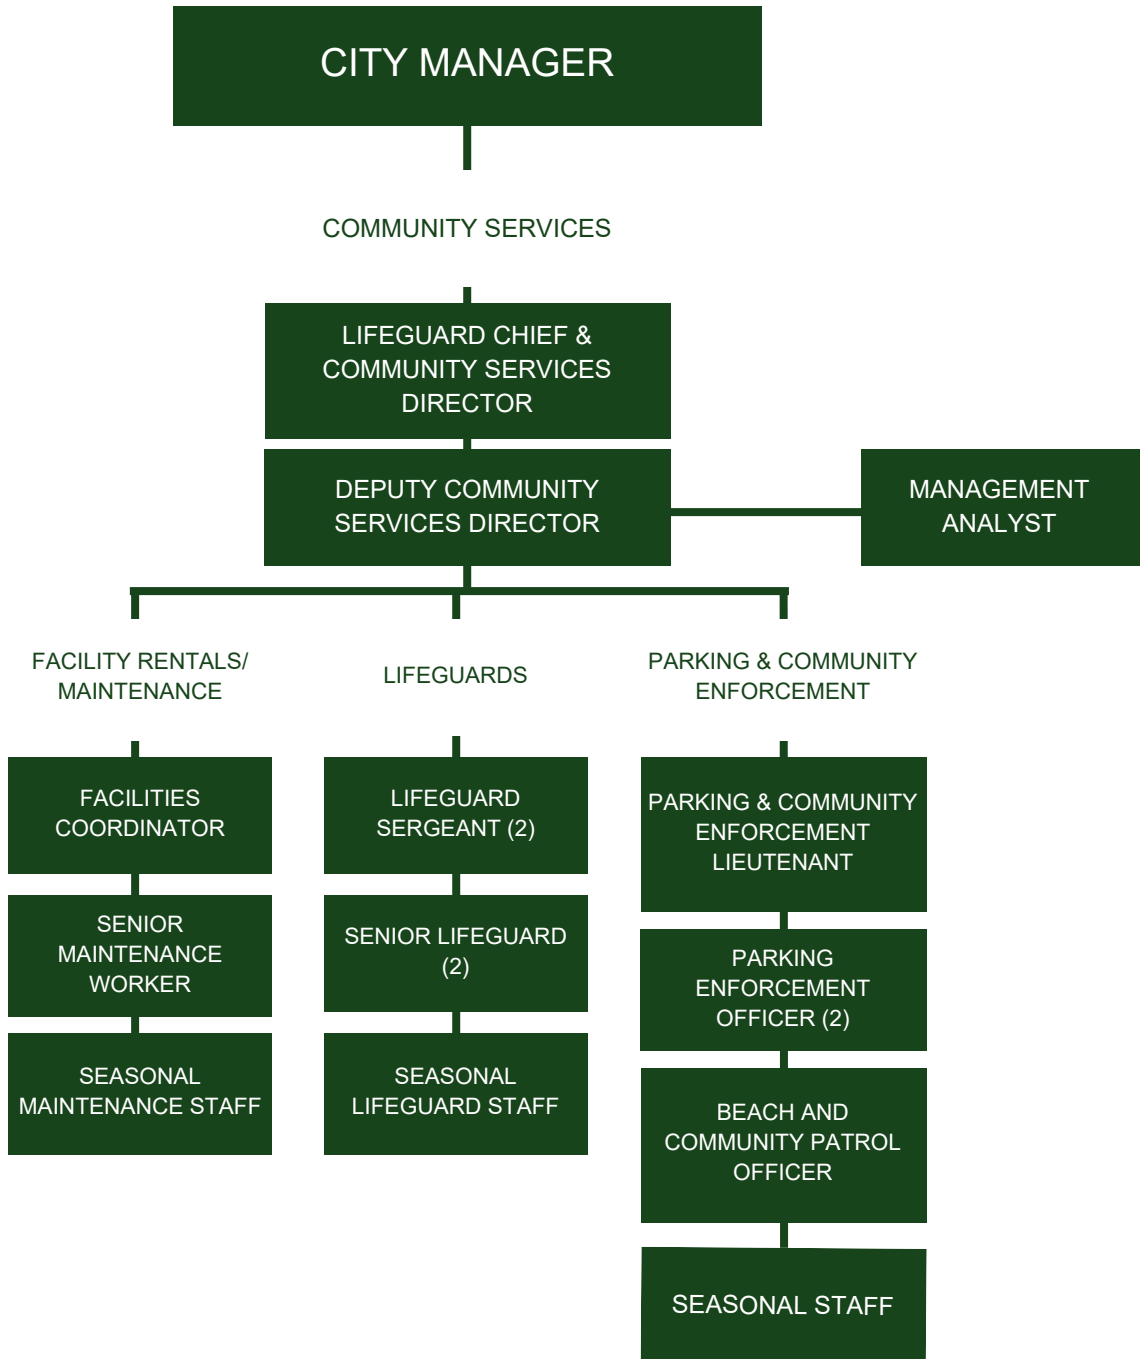 CITY MANAGER
COMMUNITY SERVICES
LIFEGUARD CHIEF &
COMMUNITY SERVICES
DIRECTOR
DEPUTY COMMUNITY
SERVICES DIRECTOR
MANAGEMENT
ANALYST
FACILITY RENTALS/
MAINTENANCE
LIFEGUARDS
PARKING & COMMUNITY
ENFORCEMENT
FACILITIES
COORDINATOR
SENIOR
MAINTENANCE
WORKER
SEASONAL
MAINTENANCE STAFF
LIFEGUARD
SERGEANT (2)
SENIOR LIFEGUARD
(2)
SEASONAL
LIFEGUARD STAFF
PARKING & COMMUNITY
ENFORCEMENT
LIEUTENANT
PARKING
ENFORCEMENT
OFFICER (2)
BEACH AND
COMMUNITY PATROL
OFFICER
SEASONAL STAFF